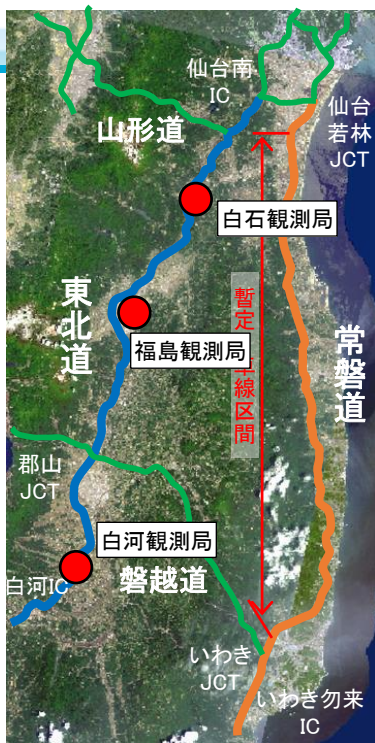 仙台南
IC
仙台
若林
JCT
山形道
白石観測局
東北道
福島観測局
暫定
車線区間
常磐道
郡山
JCT
白河観測局
白河IC
磐越道
いわき
JCT
いわき勿来
IC